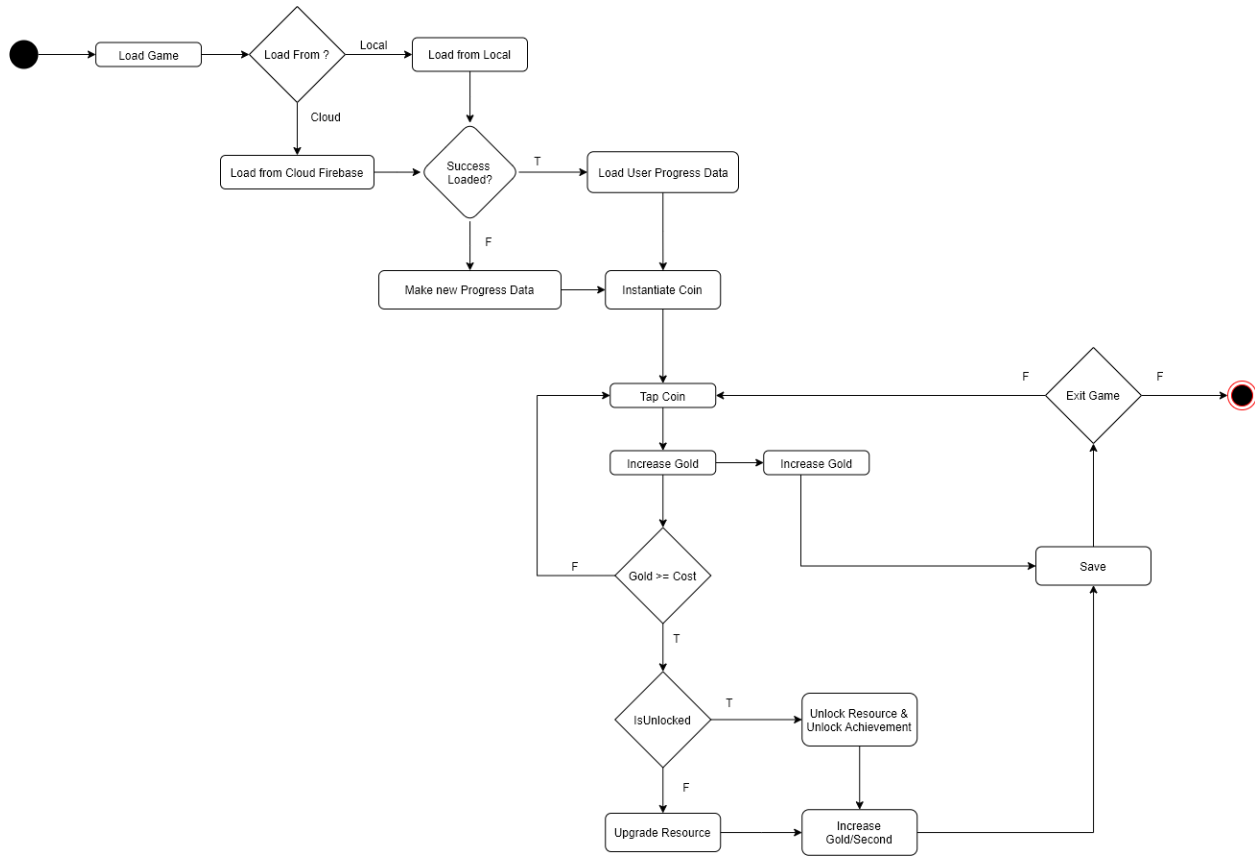 Load Game
Load From ?
Local
Load from Local
Cloud
Load from Cloud Firebase
Success
Loaded?
T
Load User Progress Data
F
Make new Progress Data
Instantiate Coin
Tap Coin
F
Exit Game
F
Increase Gold
Increase Gold
Gold >= Cost
F
Save
T
IsUnlocked
T
Unlock Resource &
Unlock Achievement
F
Upgrade Resource
Increase
Gold/Second